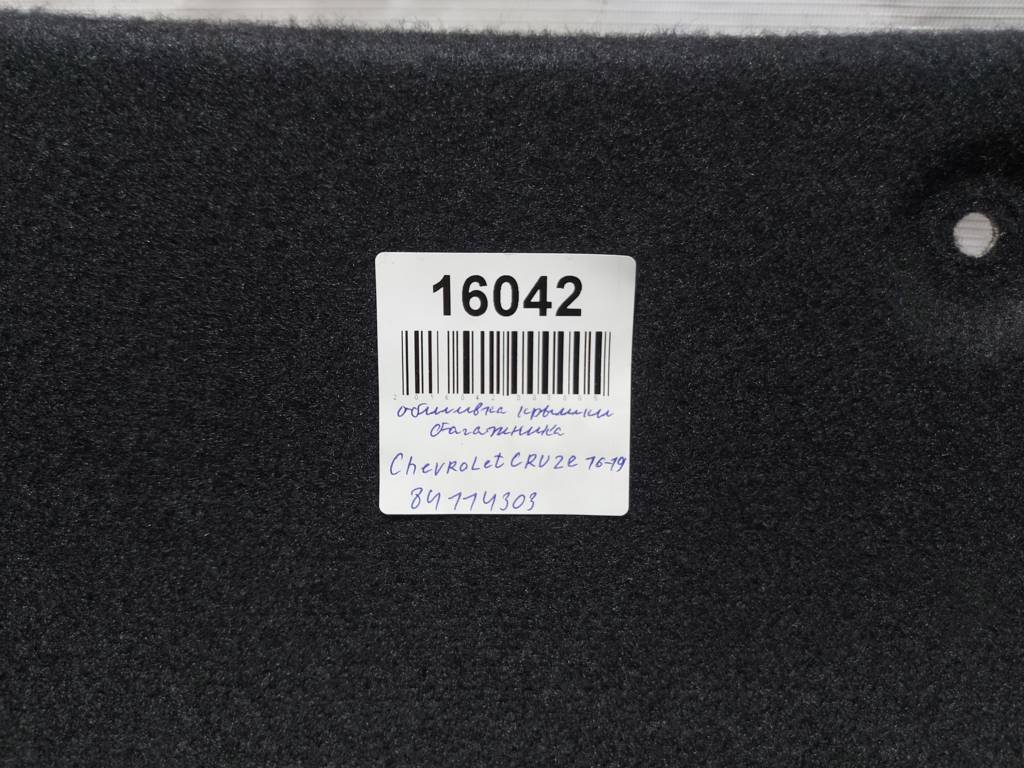 16042
обшивка крышки
багажника
Chevrolet CRUZE 16-19
84114303